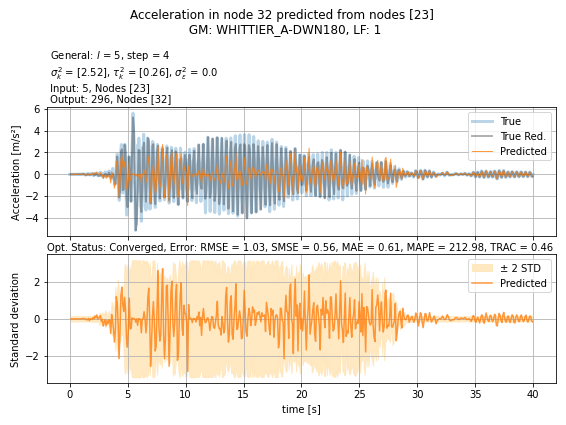 Acceleration in node 32 predicted from nodes [23]
GM: WHITTIER_A-DWN180, LF: 1
General: l = 5, step = 4
σ²ₖ = [2.52], τ²ₖ = [0.26], σ²ε = 0.0
Input: 5, Nodes [23]
Output: 296, Nodes [32]
Acceleration [m/s²]
6
4
2
0
−2
−4
True
True Red.
Predicted
Opt. Status: Converged, Error: RMSE = 1.03, SMSE = 0.56, MAE = 0.61, MAPE = 212.98, TRAC = 0.46
Standard deviation
2
0
−2
± 2 STD
Predicted
0 5 10 15 20 25 30 35 40
time [s]